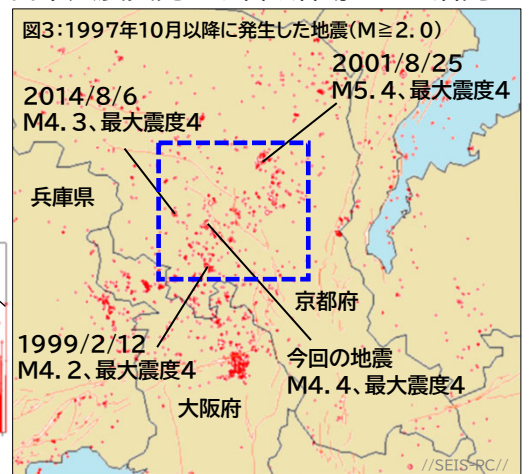 図3:1997年10月以降に発生した地震(M≧2.0)
2001/8/25
M5.4、最大震度4
2014/8/6
M4.3、最大震度4
兵庫県
京都府
1999/2/12
M4.2、最大震度4
今回の地震
M4.4、最大震度4
大阪府
//SEIS-PC//